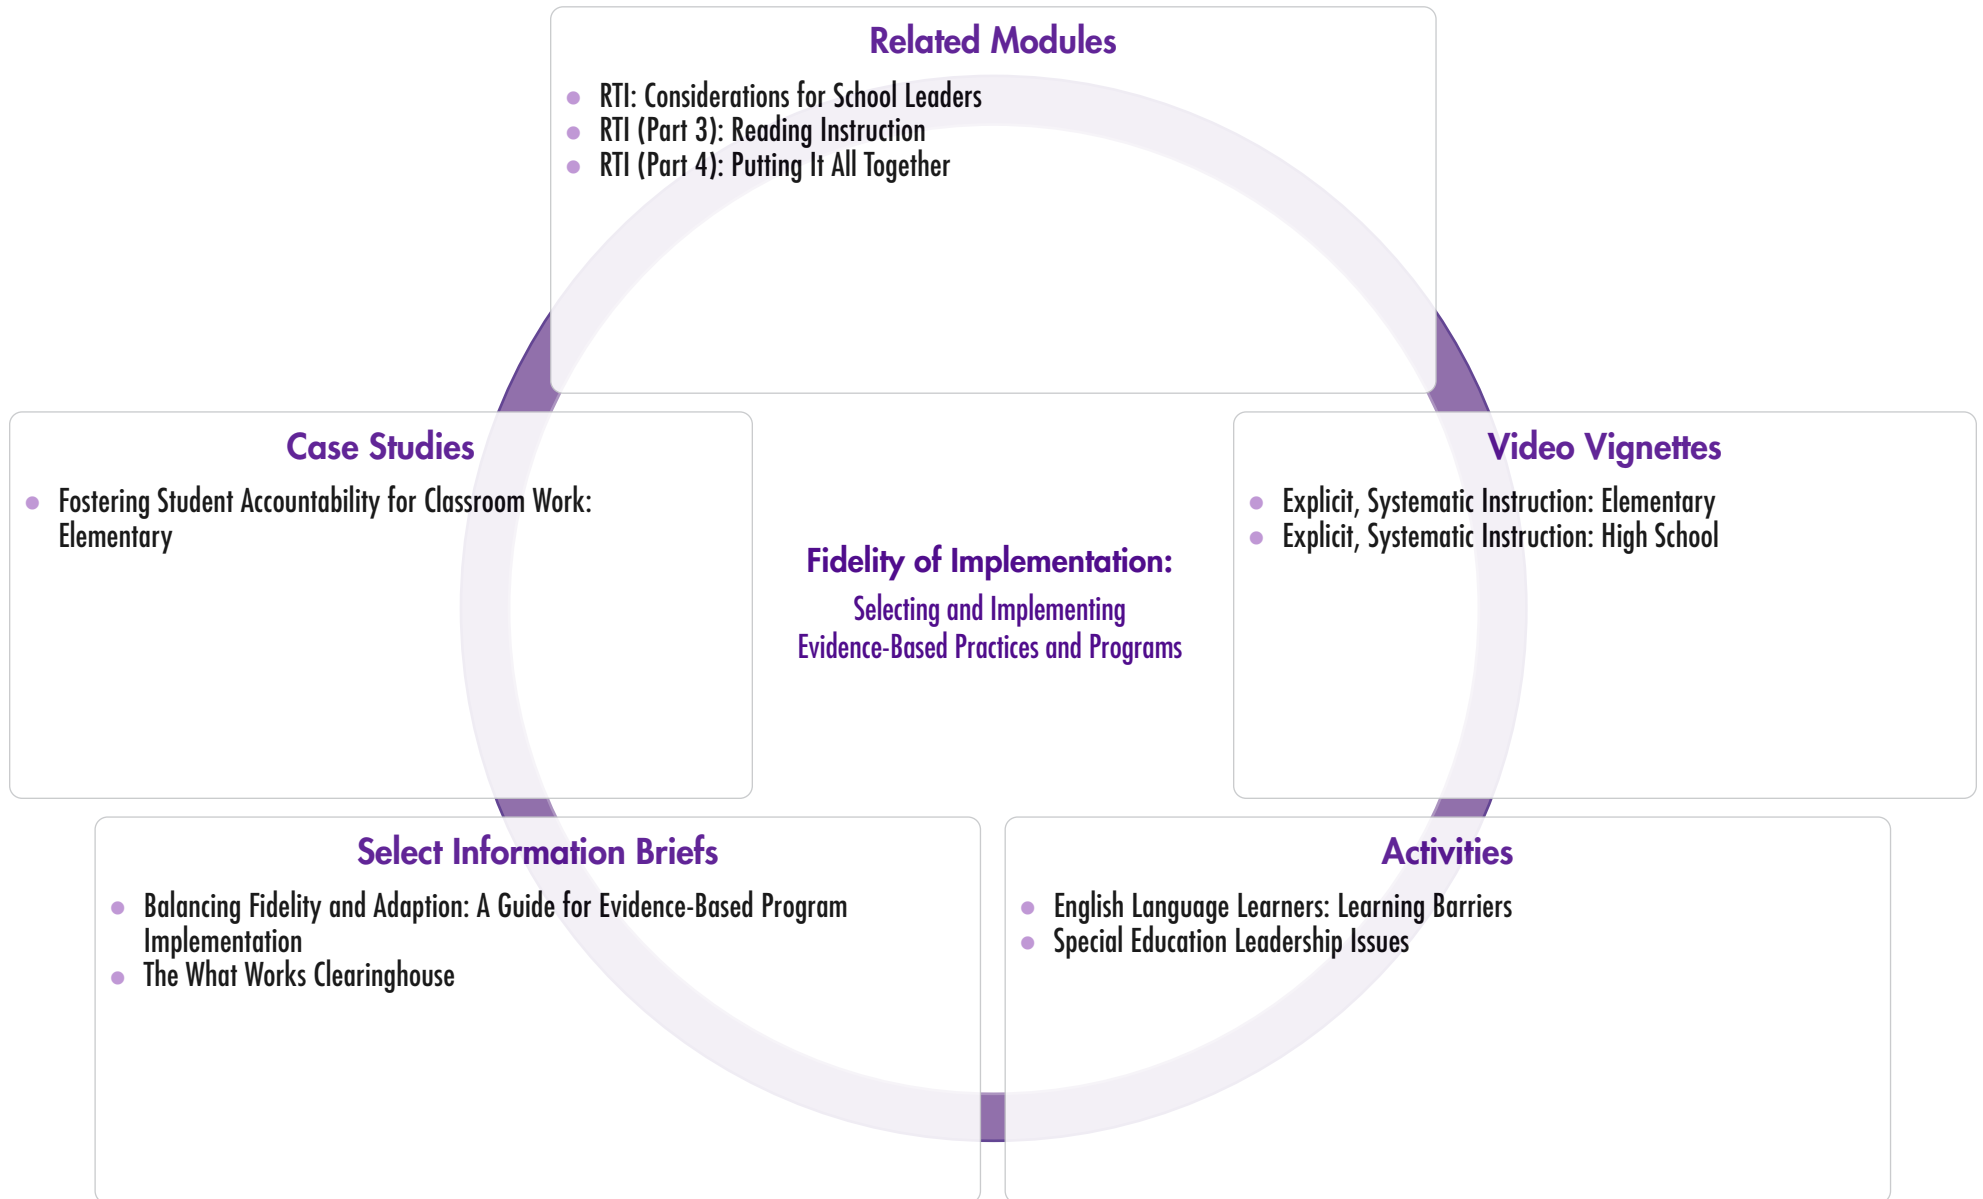 Related Modules
RTI: Considerations for School Leaders
RTI (Part 3): Reading Instruction
RTI (Part 4): Putting It All Together
Case Studies
Fostering Student Accountability for Classroom Work:
Elementary
Fidelity of Implementation:
Selecting and Implementing
Evidence-Based Practices and Programs
Video Vignettes
Explicit, Systematic Instruction: Elementary
Explicit, Systematic Instruction: High School
Select Information Briefs
Balancing Fidelity and Adaption: A Guide for Evidence-Based Program
Implementation
The What Works Clearinghouse
Activities
English Language Learners: Learning Barriers
Special Education Leadership Issues